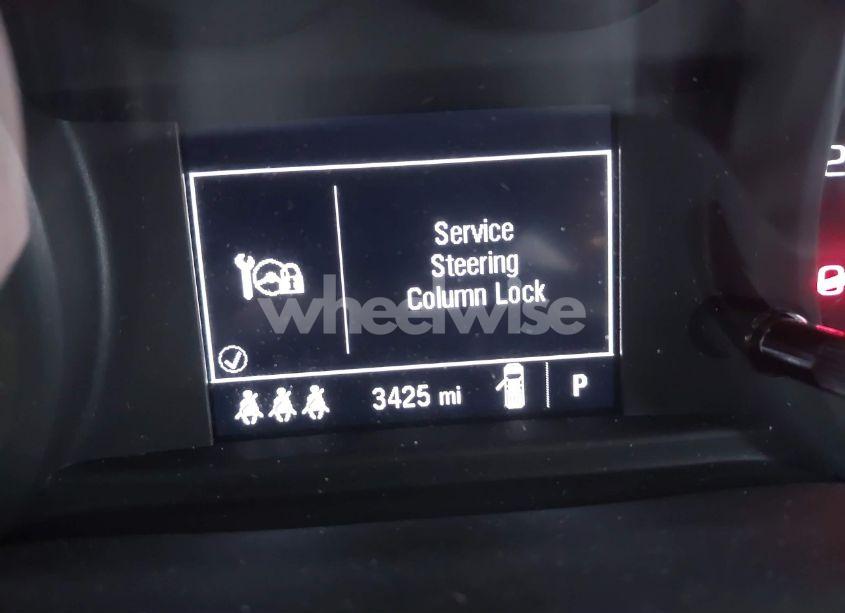 Service
Steering
Column Lock
wheelwise
3425 mi
P